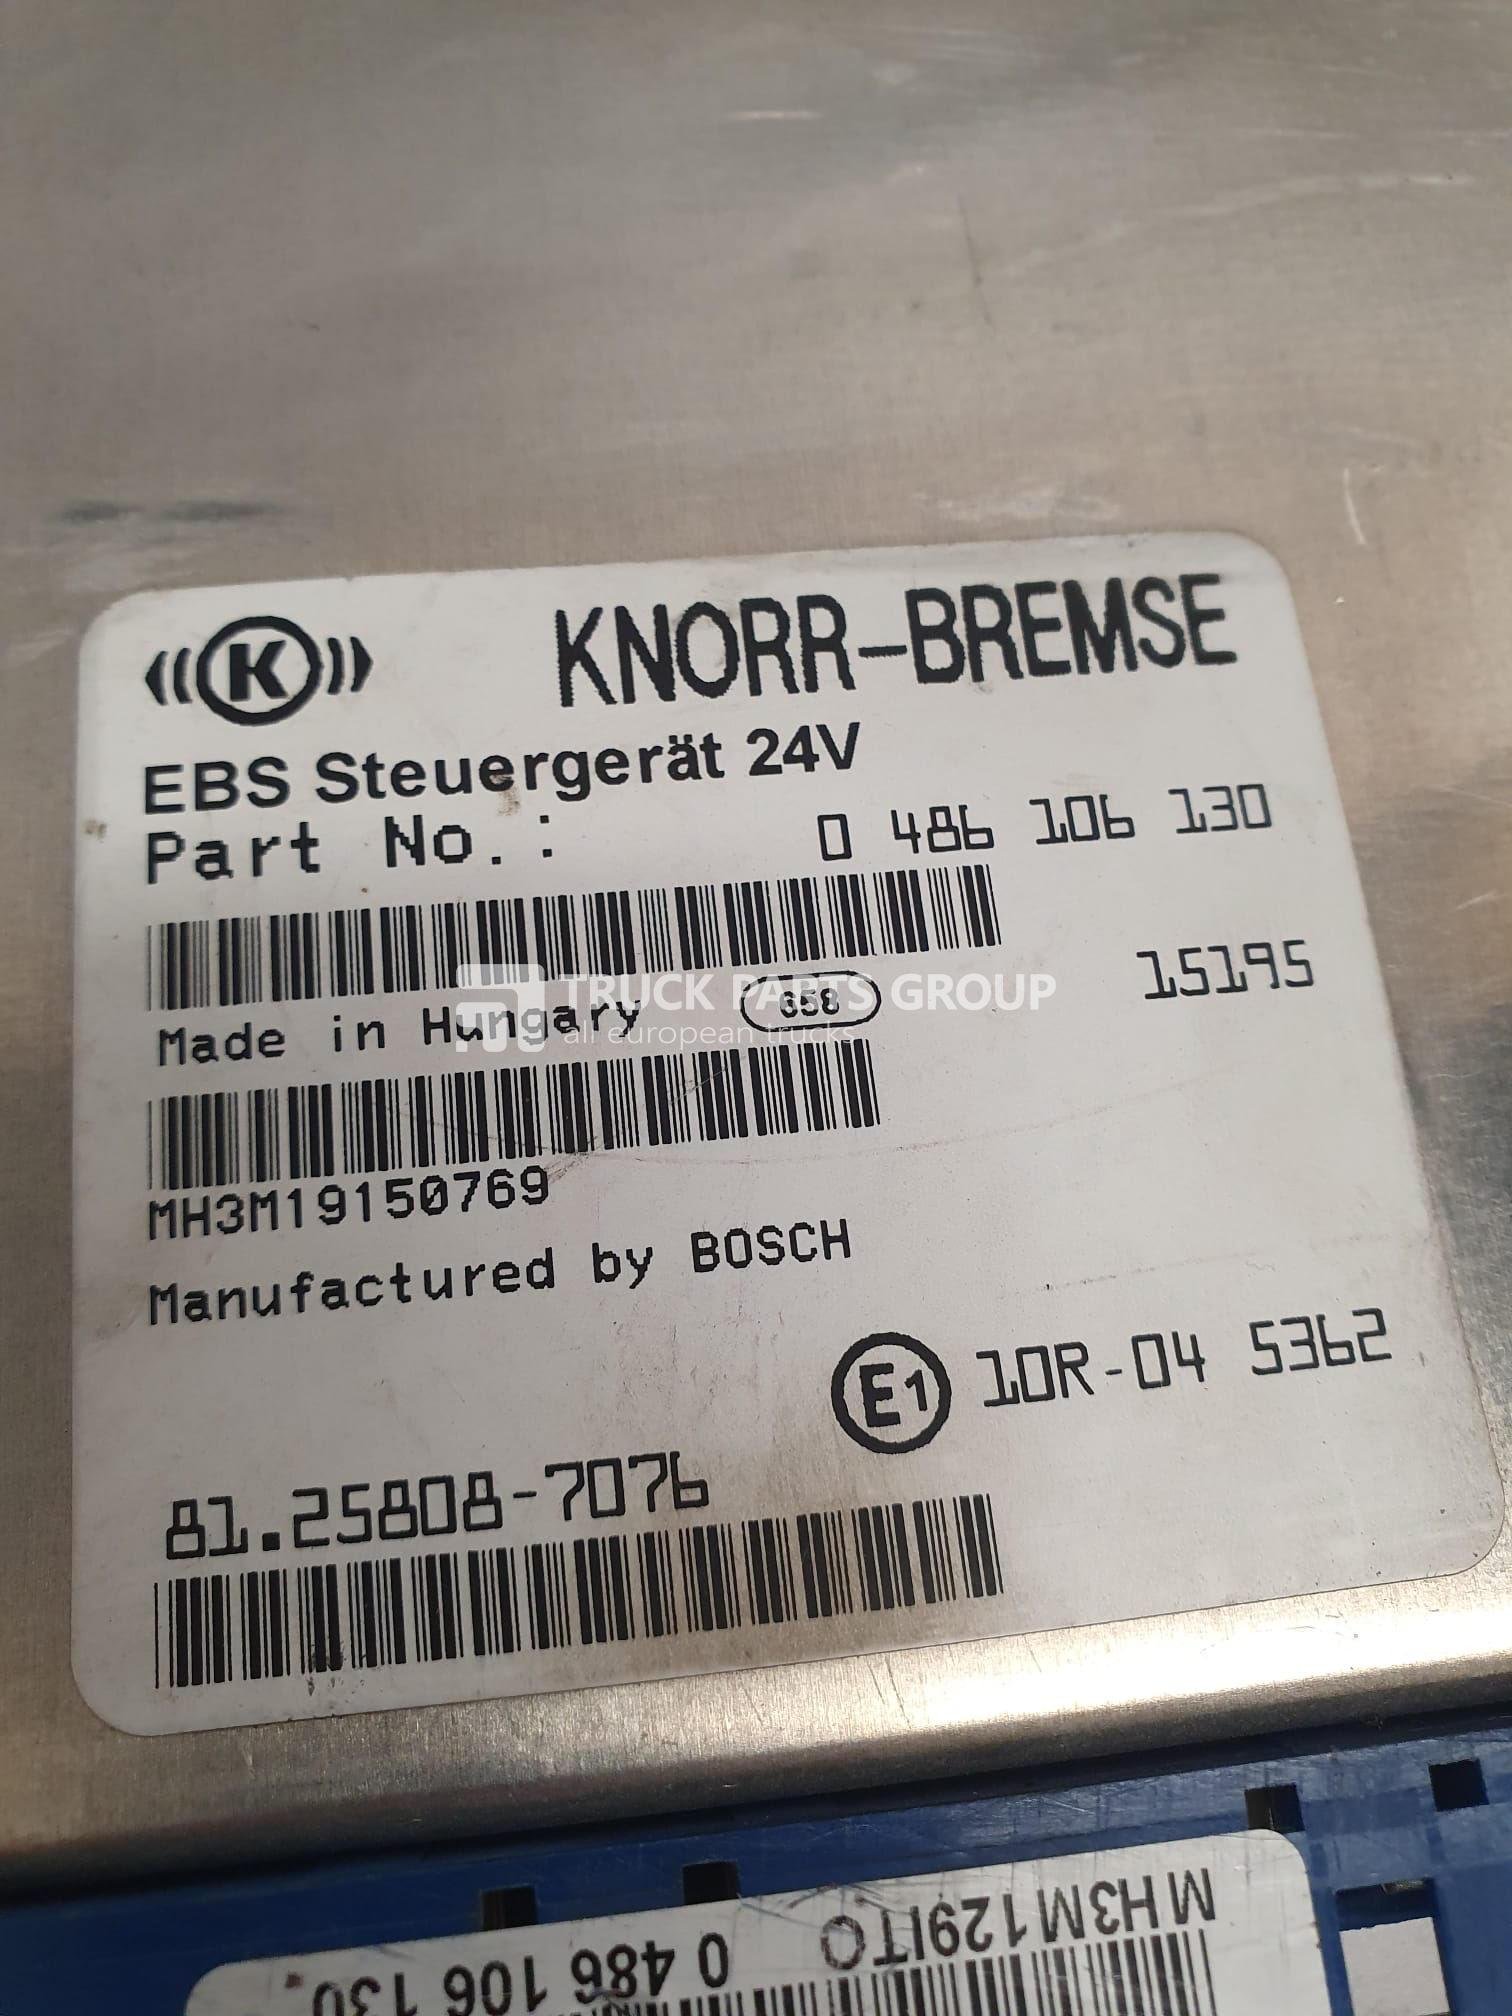 K KNORR-BREMSE
EBS Steuergerät 24V
Part No.: 0 486 106 130
15195
Made in Hungary 658
TRUCK PARTS GROUP
all european trucks
MH3M19150769
Manufactured by BOSCH
E1 10R-04 5362
81.25808-7076
0 486 106 130